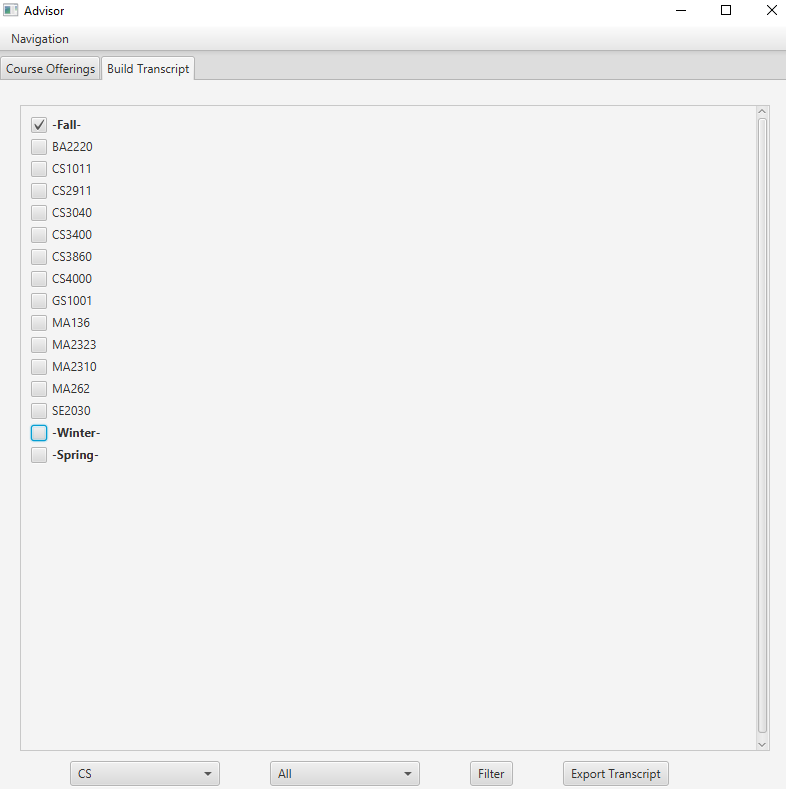 Advisor
Navigation
Course Offerings Build Transcript
-Fall-
BA2220
CS1011
CS2911
CS3040
CS3400
CS3860
CS4000
GS1001
MA136
MA2323
MA2310
MA262
SE2030
-Winter-
-Spring-
CS All Filter Export Transcript